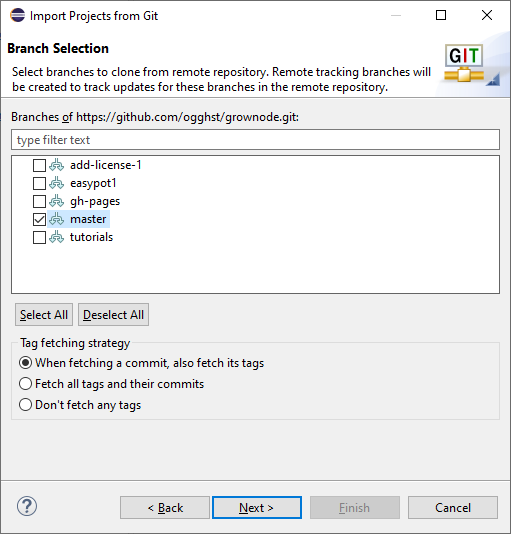 Import Projects from Git
Branch Selection
Select branches to clone from remote repository. Remote tracking branches will
be created to track updates for these branches in the remote repository.
GIT
Branches of https://github.com/ogghst/grownode.git:
type filter text
add-license-1
easypot1
gh-pages
master
tutorials
Select All
Deselect All
Tag fetching strategy
When fetching a commit, also fetch its tags
Fetch all tags and their commits
Don't fetch any tags
?
< Back
Next >
Finish
Cancel